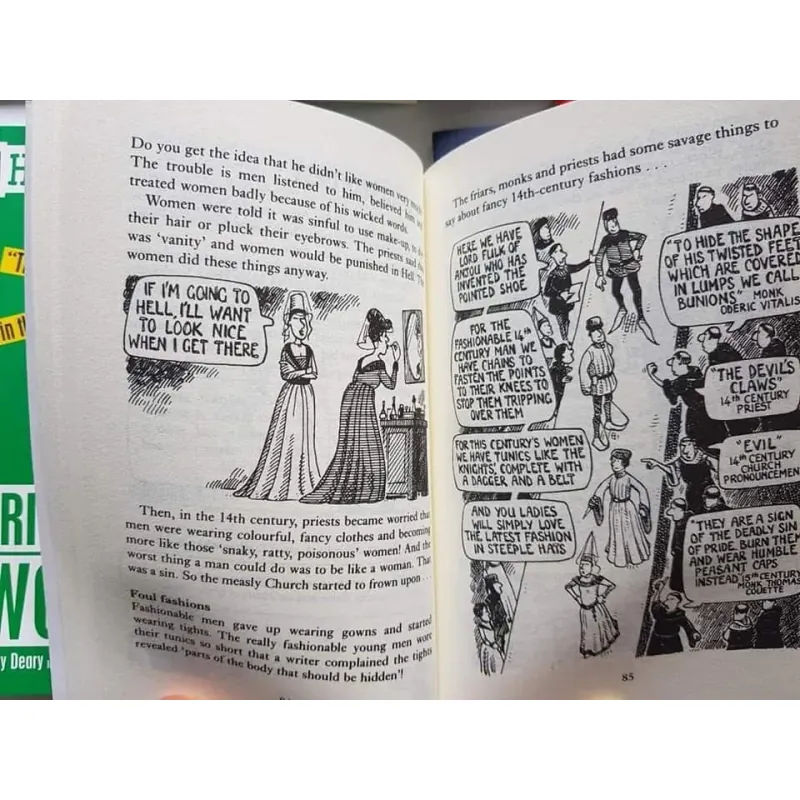 H
"T
in th
RI
WO
y Deary
Do you get the idea that he didn't like women very
The trouble is men listened to him, believed him
treated women badly because of his wicked words.
Women were told it was sinful to use make-up,
their hair or pluck their eyebrows. The priests said
was 'vanity' and women would be punished in Hell.
women did these things anyway.
IF I'M GOING TO
HELL, I'LL WANT
TO LOOK NICE
WHEN I GET THERE
Then, in the 14th century, priests became worried that
men were wearing colourful, fancy clothes and becoming
more like those 'snaky, ratty, poisonous' women! And the
worst thing a man could do was to be like a woman. That
was a sin. So the measly Church started to frown upon . . .
Foul fashions
Fashionable men gave up wearing gowns and started
wearing tights. The really fashionable young men wore
their tunics so short that a writer complained the tights
revealed 'parts of the body that should be hidden'!
The friars, monks and priests had some savage things to
say about fancy 14th-century fashions . . .
HERE WE HAVE
LORD FULK OF
ANJOU WHO HAS
INVENTED THE
POINTED SHOE
"TO HIDE THE SHAPE
OF HIS TWISTED FEET
WHICH ARE COVERED
IN LUMPS WE CALL
BUNIONS" MONK
ODERIC VITALIS
FOR THE
FASHIONABLE 14th
CENTURY MAN WE
HAVE CHAINS TO
FASTEN THE POINTS
TO THEIR KNEES TO
STOP THEM TRIPPING
OVER THEM
"THE DEVIL'S
CLAWS"
14th CENTURY
PRIEST
FOR THIS CENTURY'S WOMEN
WE HAVE TUNICS LIKE THE
KNIGHTS', COMPLETE WITH
A DAGGER AND A BELT
"EVIL"
14th CENTURY
CHURCH
PRONOUNCEMENT
AND YOU LADIES
WILL SIMPLY LOVE
THE LATEST FASHION
IN STEEPLE HATS
"THEY ARE A SIGN
OF THE DEADLY SIN
OF PRIDE. BURN THEM
AND WEAR HUMBLE
PEASANT CAPS
INSTEAD" 15th CENTURY
MONK THOMAS
COUETTE
85